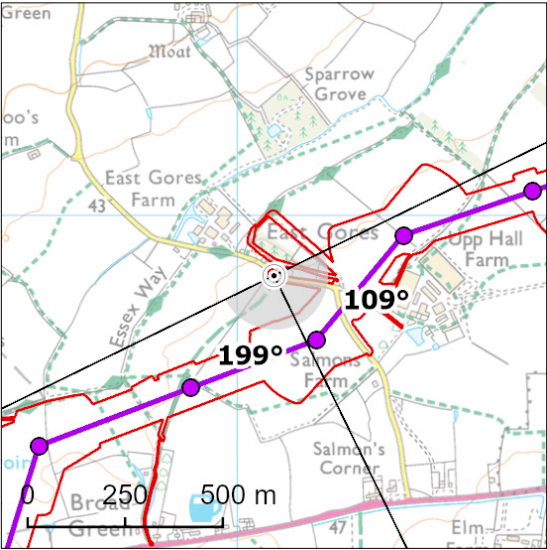 Green
Moat
Sparrow
Grove
oo's
m
East Gores
Farm
43
East Gores
Upp Hall
Farm
Essex Way
109°
199°
Salmons
Farm
Salmon's
Corner
0 250 500 m
Broad
Green
47
Elm
Farm